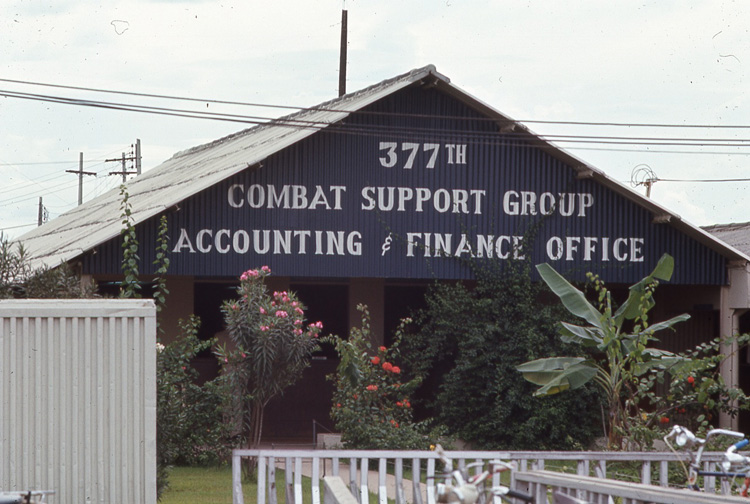 377TH
COMBAT SUPPORT GROUP
ACCOUNTING & FINANCE OFFICE